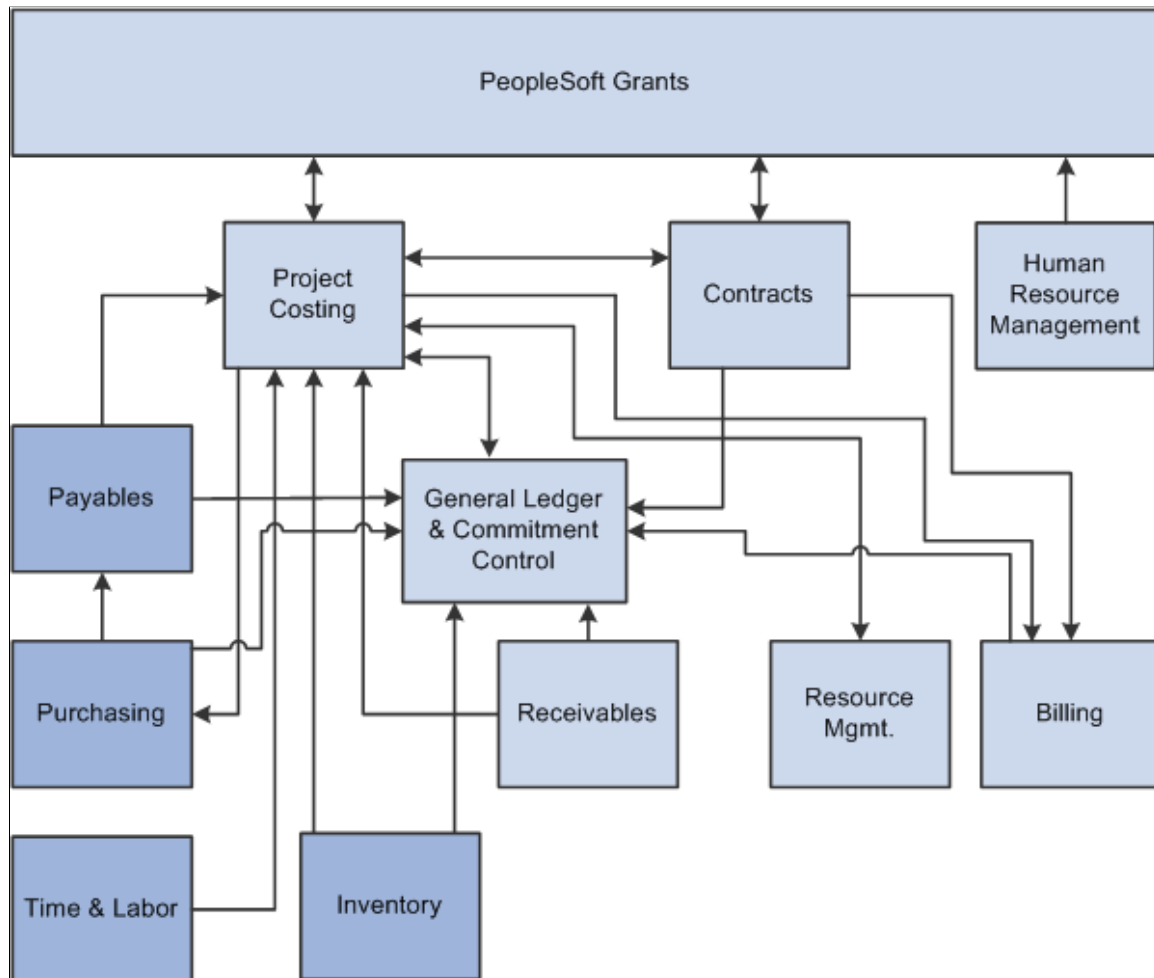 PeopleSoft Grants
Project
Costing
Contracts
Human
Resource
Management
Payables
General Ledger
& Commitment
Control
Purchasing
Receivables
Resource
Mgmt.
Billing
Time & Labor
Inventory